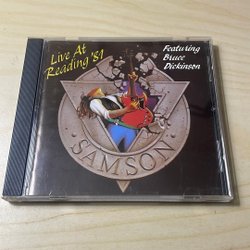 Live At
Reading '81
Featuring
Bruce
Dickinson
SAMSON